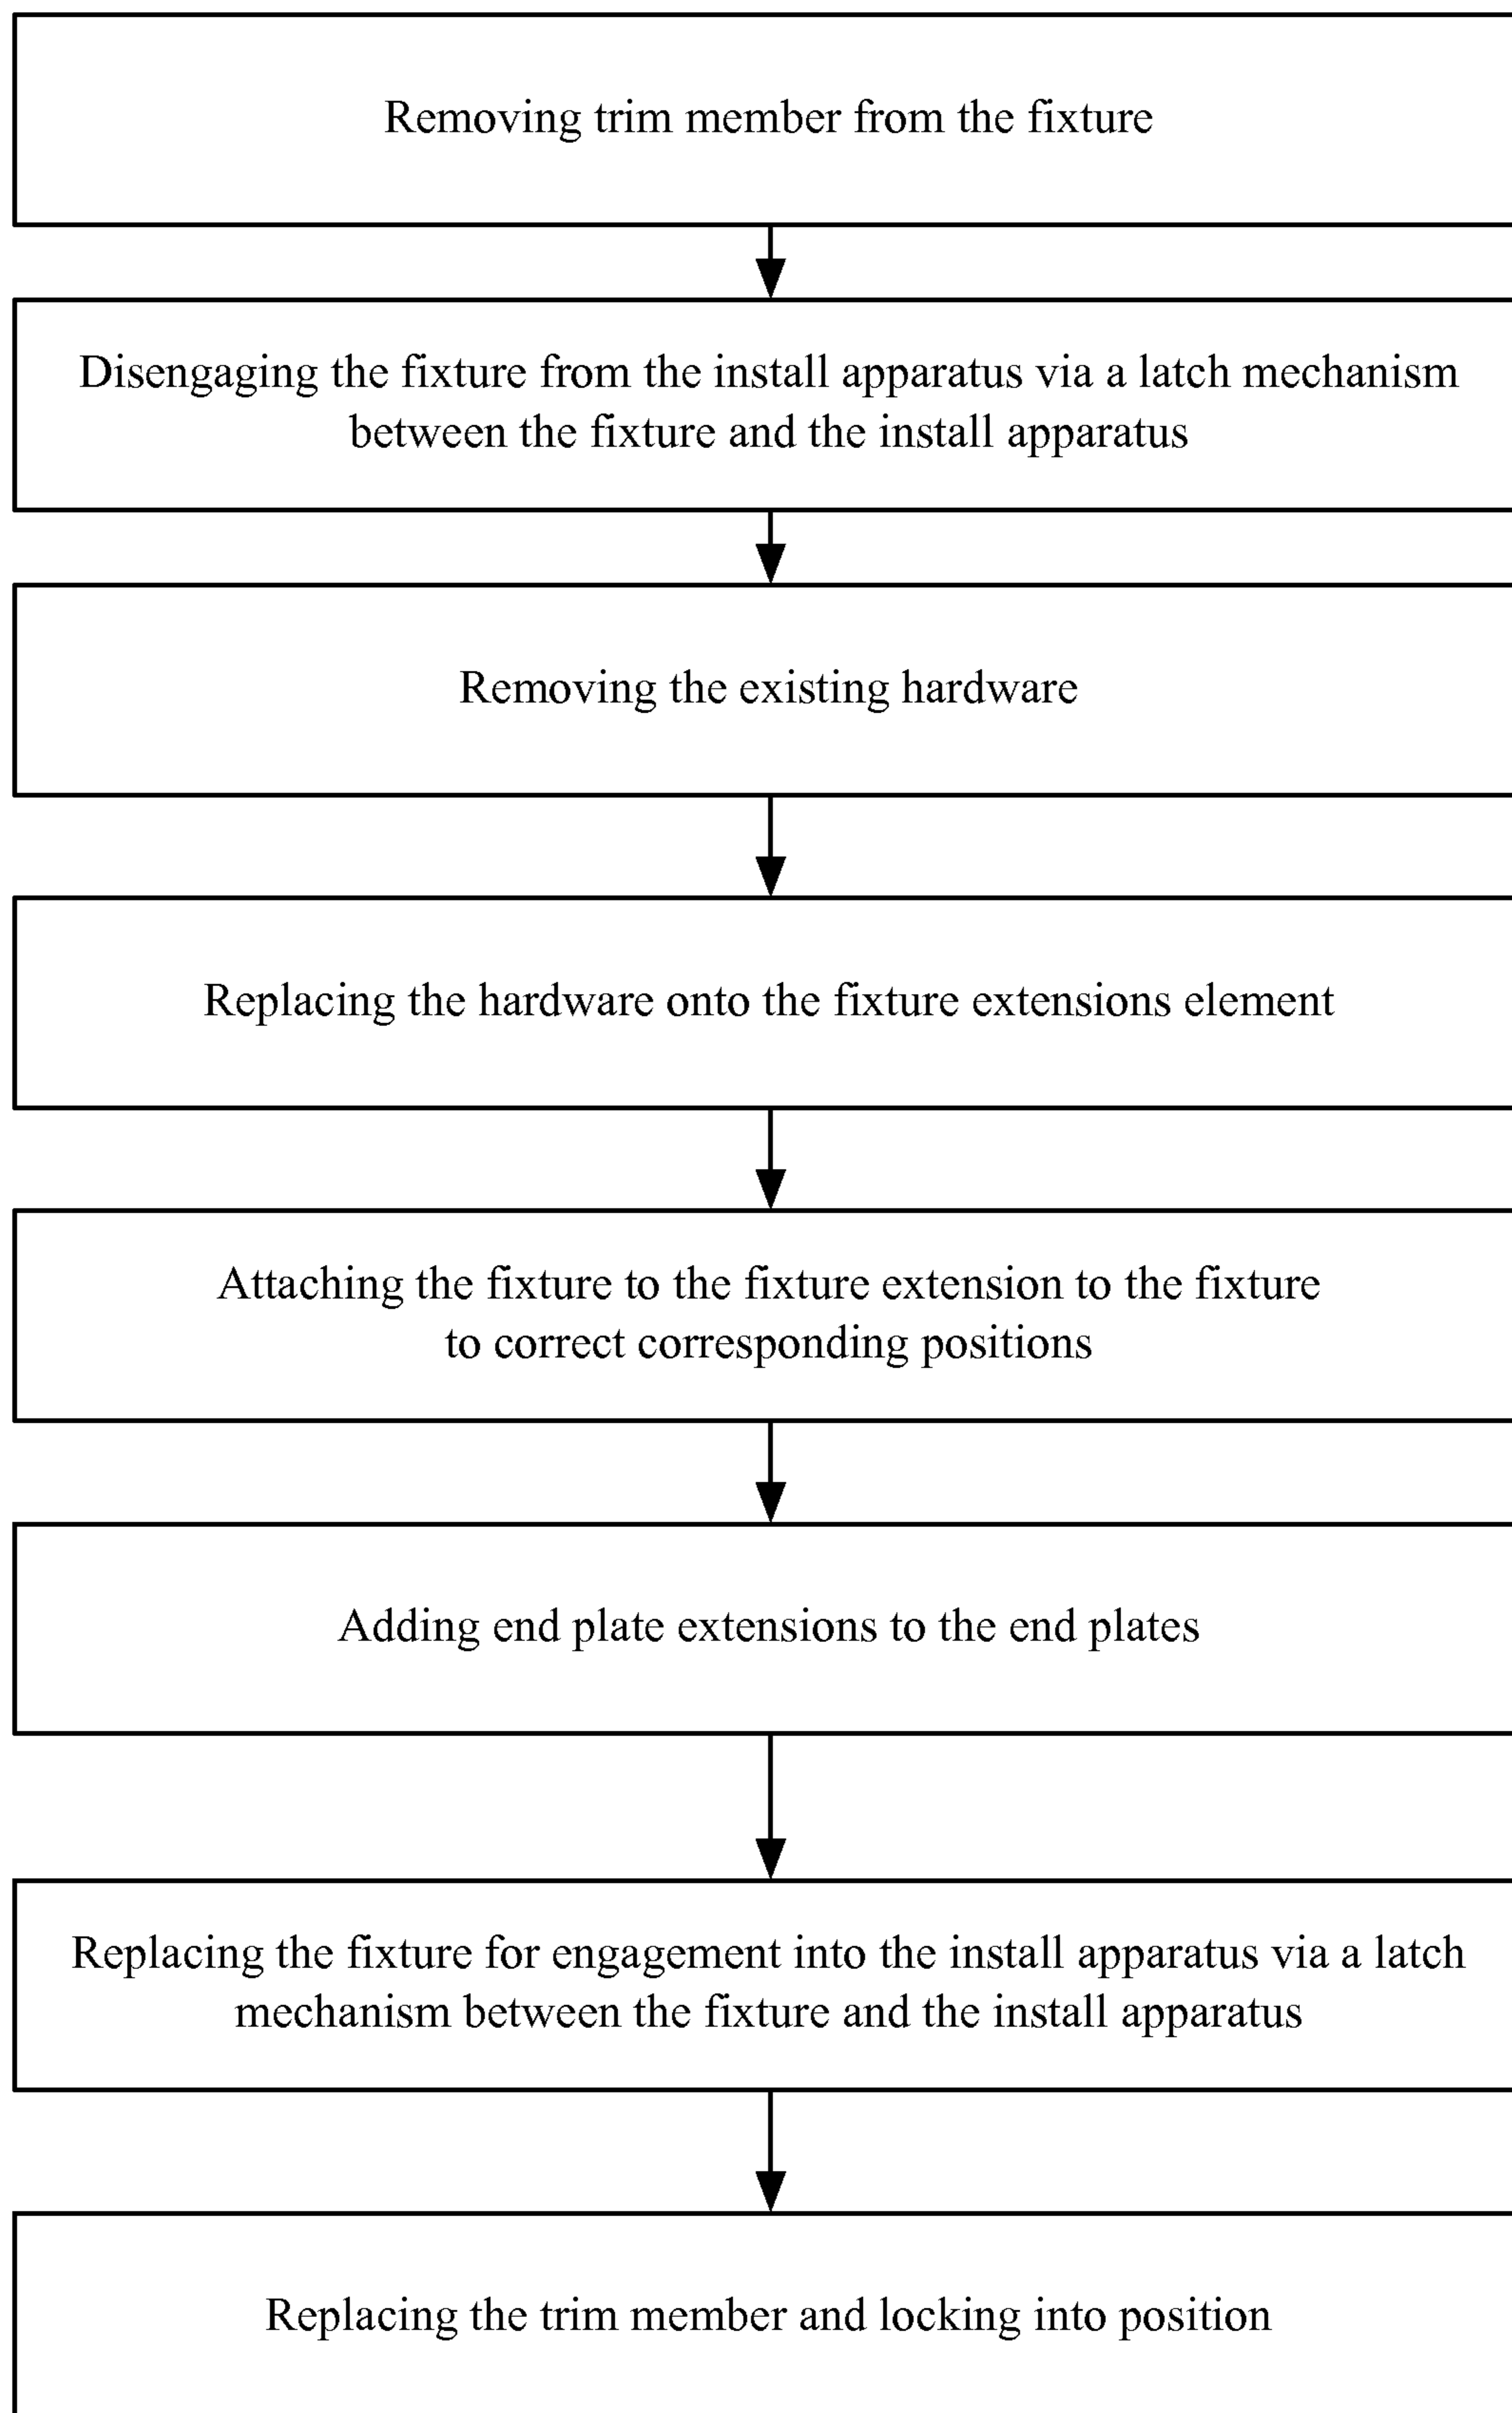 Removing trim member from the fixture
Disengaging the fixture from the install apparatus via a latch mechanism
between the fixture and the install apparatus
Removing the existing hardware
Replacing the hardware onto the fixture extensions element
Attaching the fixture to the fixture extension to the fixture
to correct corresponding positions
Adding end plate extensions to the end plates
Replacing the fixture for engagement into the install apparatus via a latch
mechanism between the fixture and the install apparatus
Replacing the trim member and locking into position